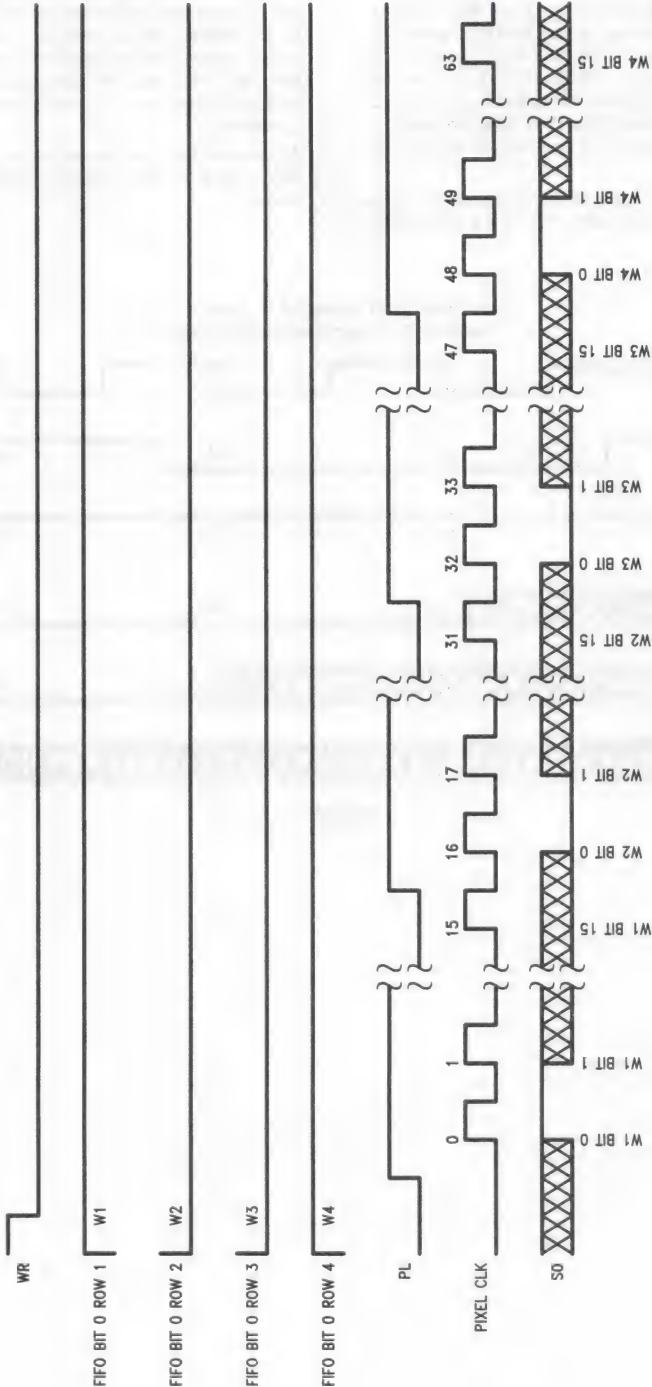 WR
FIFO BIT 0 ROW 1
W1
FIFO BIT 0 ROW 2
W2
FIFO BIT 0 ROW 3
W3
FIFO BIT 0 ROW 4
W4
PL
PIXEL CLK
0
1
15
16
17
31
32
33
47
48
49
63
SO
W1 BIT 0
W1 BIT 1
W1 BIT 15
W2 BIT 0
W2 BIT 1
W2 BIT 15
W3 BIT 0
W3 BIT 1
W3 BIT 15
W4 BIT 0
W4 BIT 1
W4 BIT 15